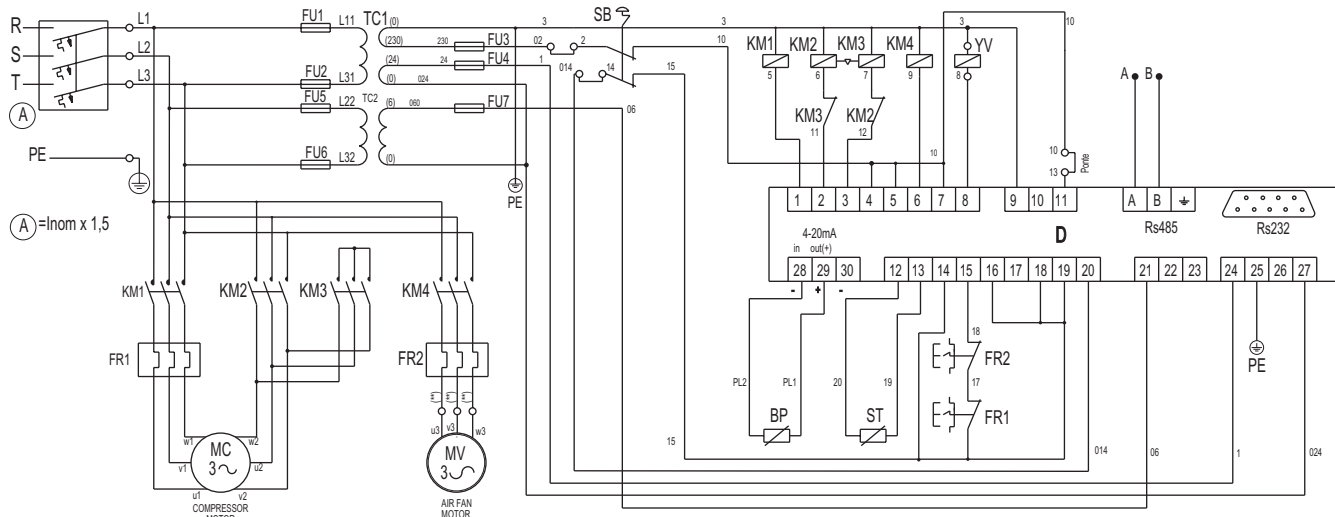 R L1 FU1 L11 TC1 (0) 3 SB 3 3 10
S L2 (230) 230 FU3 02 2 10 KM1 KM2 KM3 KM4 YV
T L3 FU2 L31 (24) 24 FU4 1 014 14 15 5 6 7 9 8 A B
A FU5 L22 (0) 024
TC2 (6) 060 FU7 06 KM3 KM2
11 12
PE FU6 L32 (0) 10 10 Ponte
13
PE
1 2 3 4 5 6 7 8 9 10 11 A B
A =Inom x 1,5
4-20mA D Rs485 Rs232
in out(+)
28 29 30 12 13 14 15 16 17 18 19 20 21 22 23 24 25 26 27
- + -
KM1 KM2 KM3 KM4
18
FR1 FR2 FR2 PE
PL2 PL1 20 19 17
(**) (**) (**)
BP ST FR1
u3 v3 w3
w1 w2 15 014 06 1 024
MC MV
3 3
v1 u2
u1 v2
COMPRESSOR AIR FAN
MOTOR MOTOR